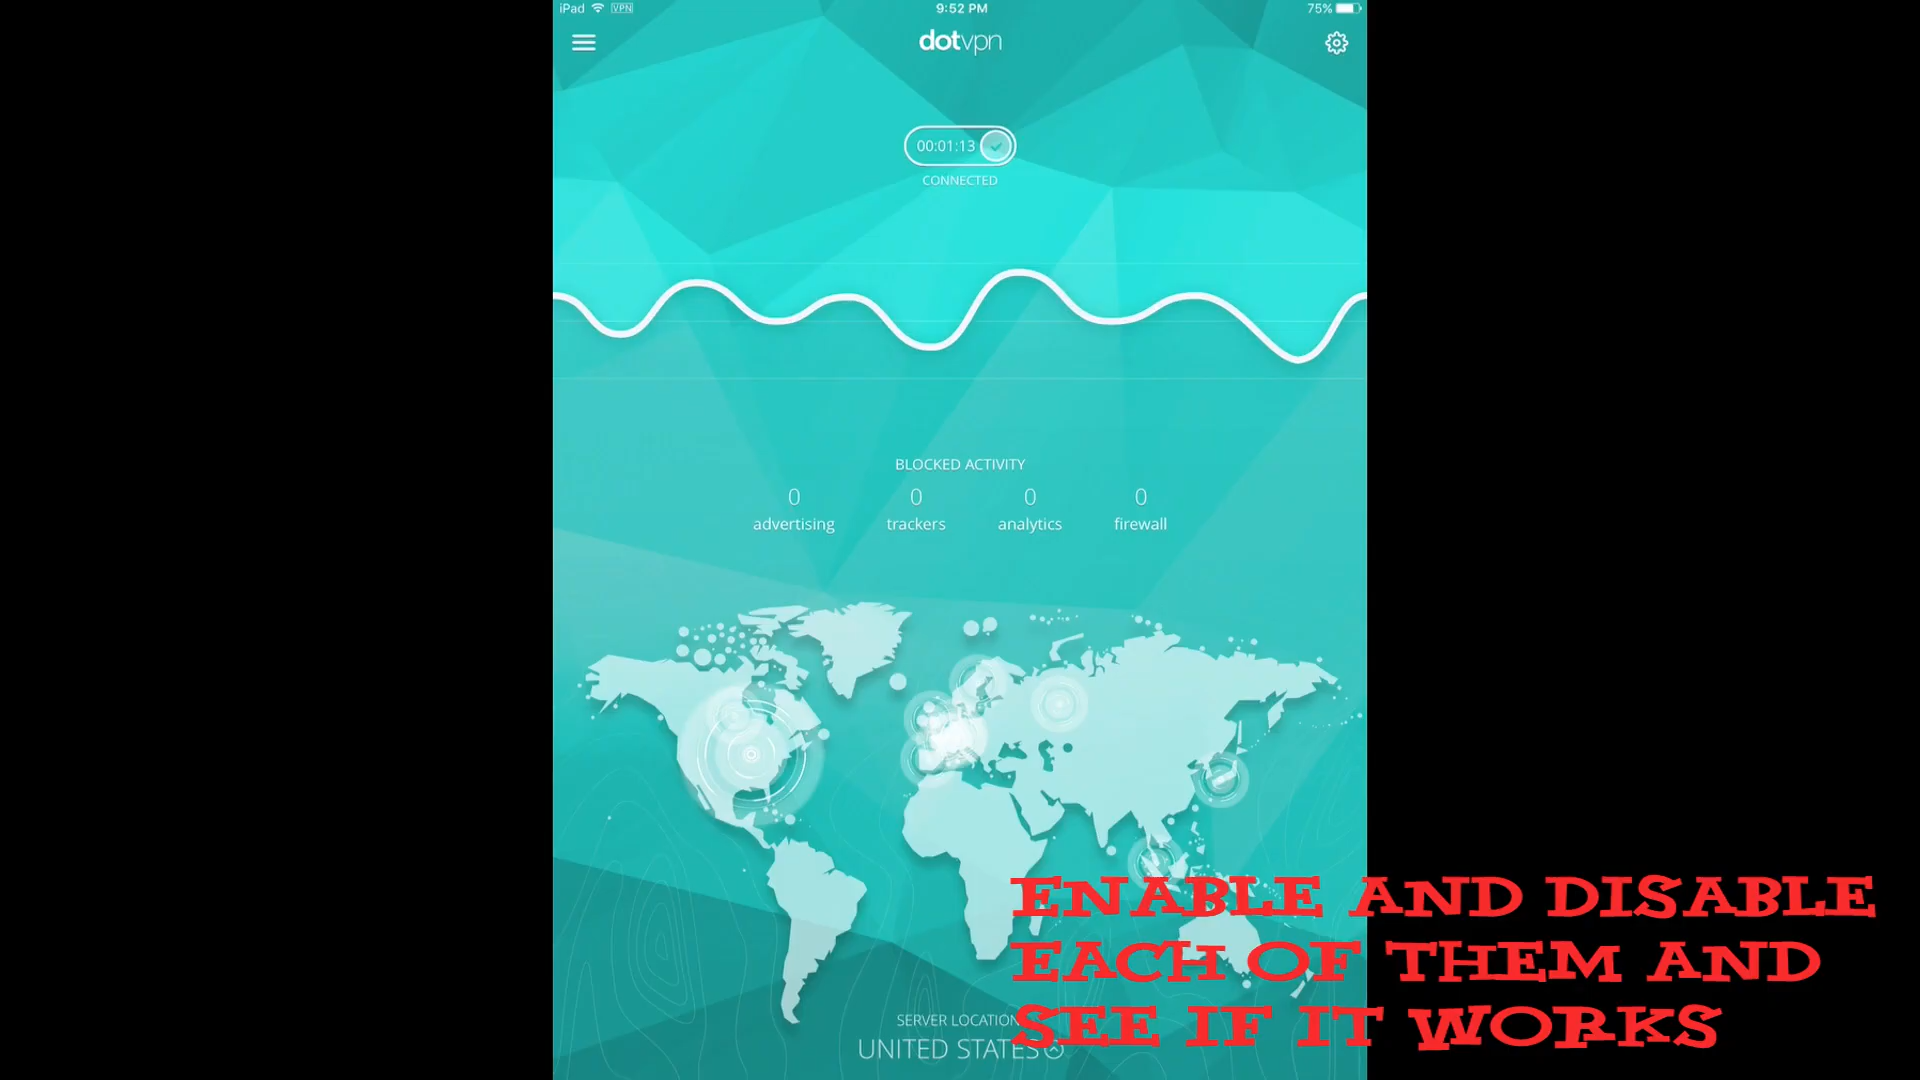 iPad VPN 9:52 PM 75%
dotvpn
00:01:13
CONNECTED
BLOCKED ACTIVITY
0 0 0 0
advertising trackers analytics firewall
SERVER LOCATION
UNITED STATES
ENABLE AND DISABLE
EACH OF THEM AND
SEE IF IT WORKS